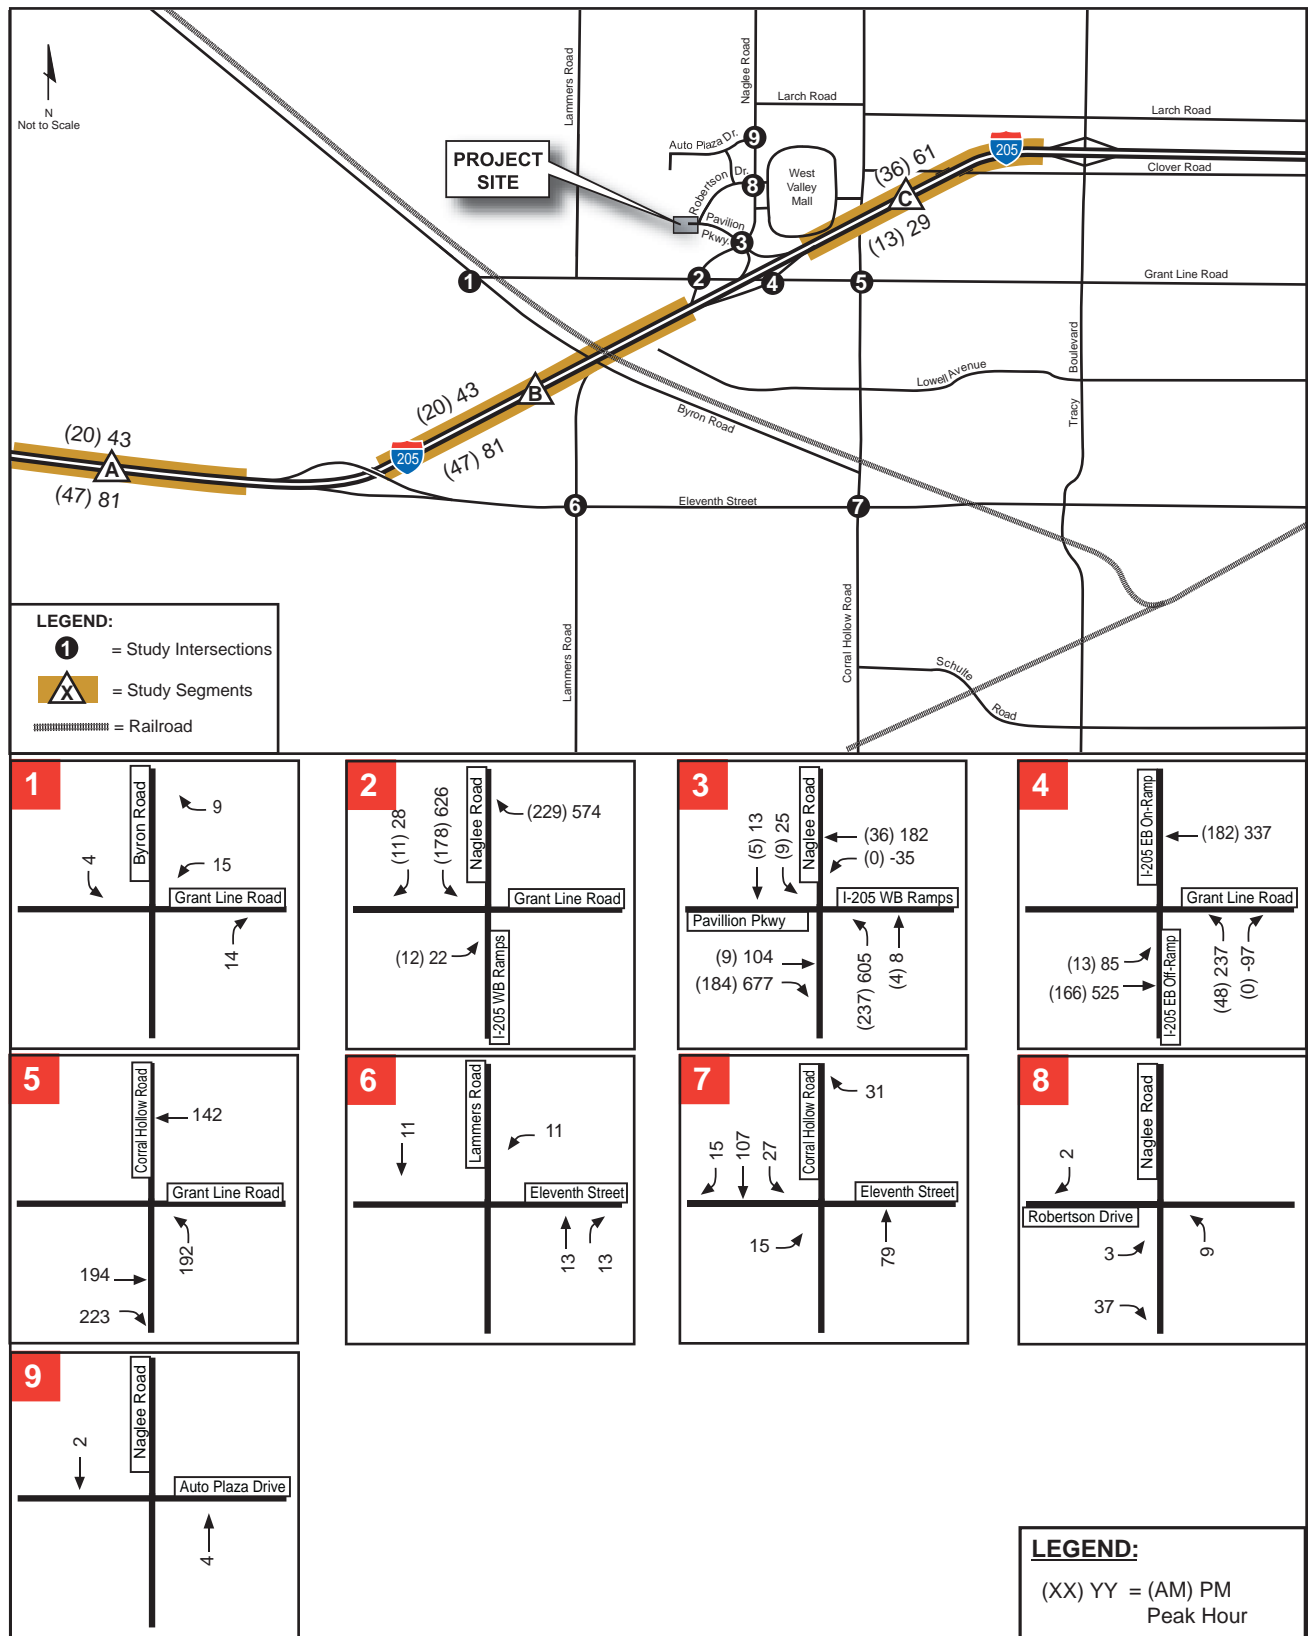 N
Not to Scale
Lammers Road
Naglee Road
Larch Road
Larch Road
Auto Plaza Dr.
9
PROJECT
SITE
Robertson Dr.
8
West
Valley
Mall
(36) 61
C
205
Clover Road
Pavilion
Pkwy.
3
(13) 29
1
2
4
5
Grant Line Road
Boulevard
Tracy
Lowell Avenue
Byron Road
(20) 43
B
(47) 81
205
(20) 43
A
(47) 81
6
Eleventh Street
7
Lammers Road
Corral Hollow Road
Schulte
Road
LEGEND:
1 = Study Intersections
X = Study Segments
= Railroad
1
Byron Road
9
4
15
Grant Line Road
14
2
(11) 28
(178) 626
Naglee Road
(229) 574
Grant Line Road
(12) 22
I-205 WB Ramps
3
(5) 13
(9) 25
Naglee Road
(36) 182
(0) -35
I-205 WB Ramps
Pavillion Pkwy
(9) 104
(184) 677
(237) 605
(4) 8
4
I-205 EB On-Ramp
(182) 337
Grant Line Road
(13) 85
(166) 525
I-205 EB Off-Ramp
(48) 237
(0) -97
5
Corral Hollow Road
142
Grant Line Road
192
194
223
6
11
Lammers Road
11
Eleventh Street
13
13
7
15
107
27
Corral Hollow Road
31
Eleventh Street
15
79
8
2
Naglee Road
Robertson Drive
3
9
37
9
2
Naglee Road
Auto Plaza Drive
4
LEGEND:
(XX) YY = (AM) PM
Peak Hour